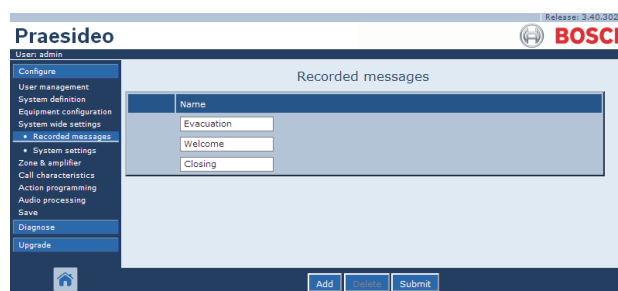 Release: 3.40.302
Praesideo
BOSC
User: admin
Configure
User management
System definition
Equipment configuration
System wide settings
• Recorded messages
• System settings
Zone & amplifier
Call characteristics
Action programming
Audio processing
Save
Diagnose
Upgrade
Recorded messages
Name
Evacuation
Welcome
Closing
Add Delete Submit